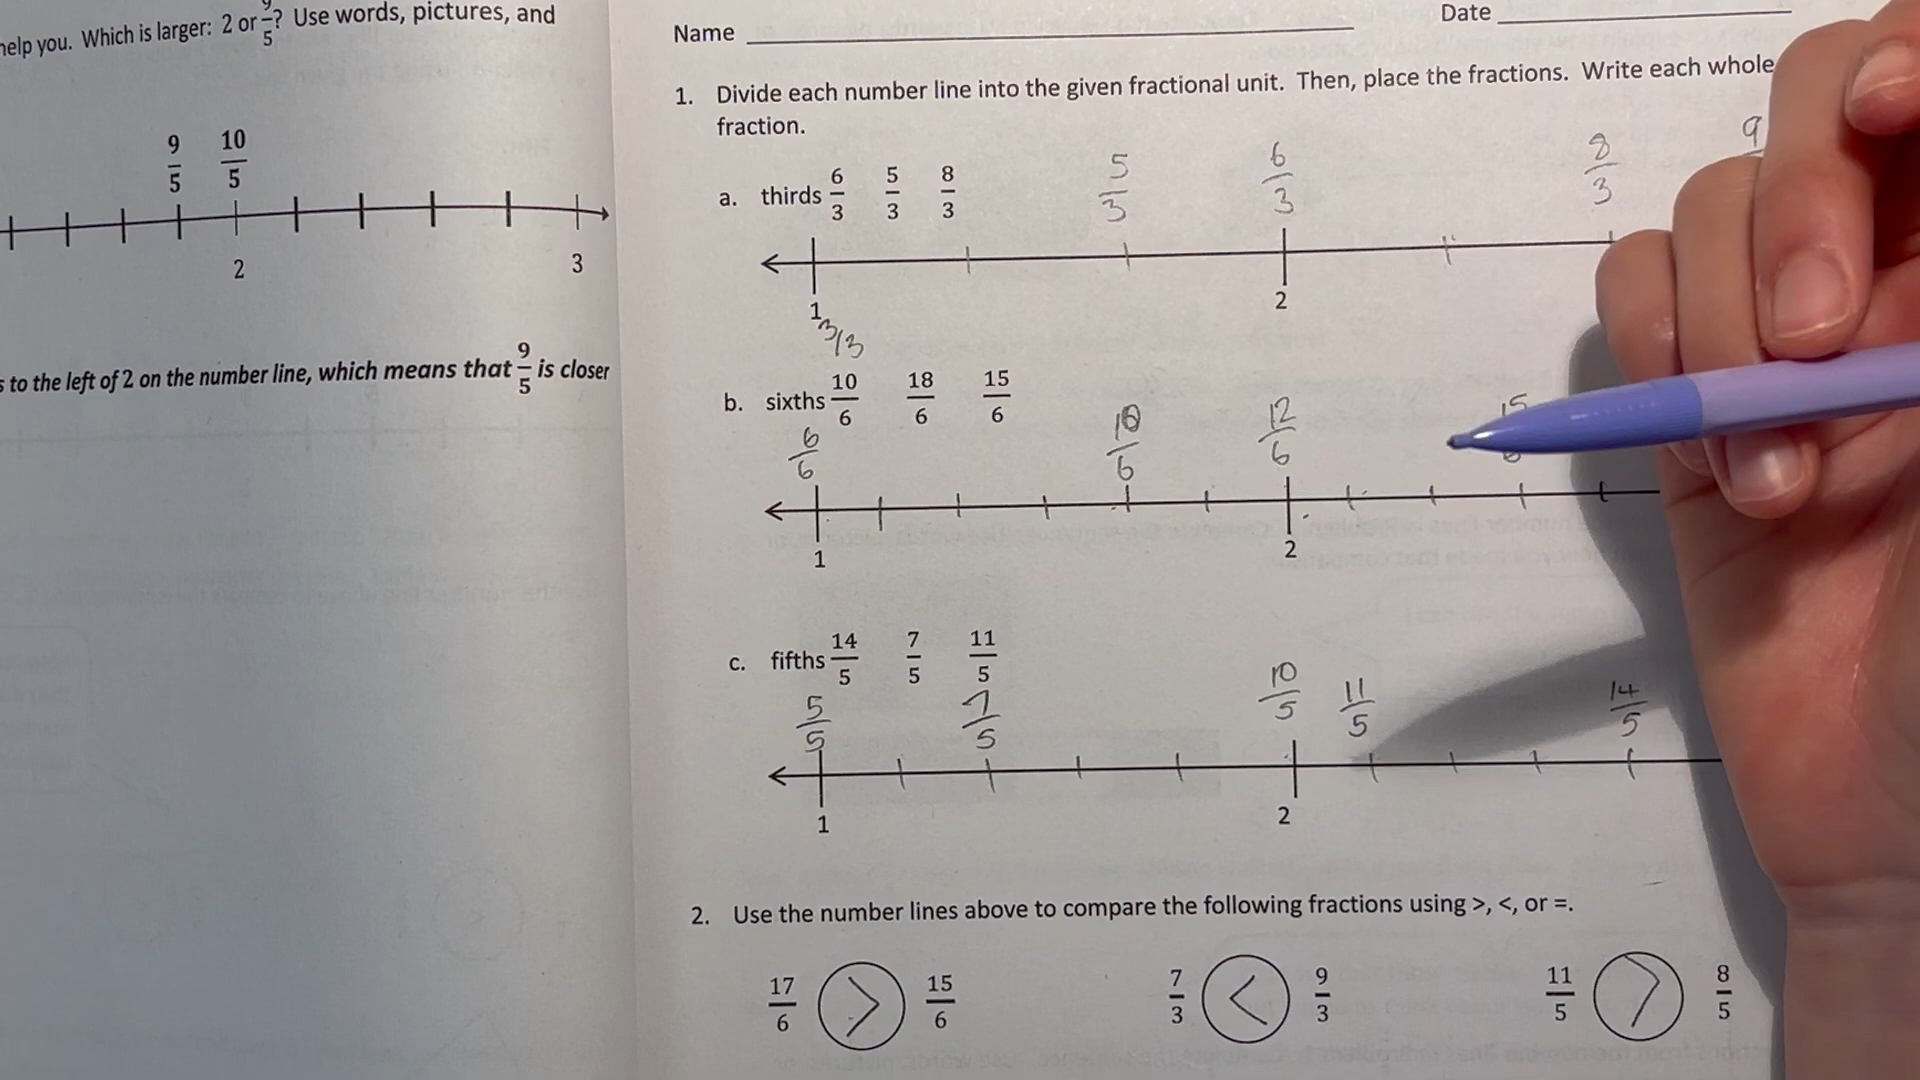 help you. Which is larger: 2 or 9/5? Use words, pictures, and
9/5 10/5
2 3
to the left of 2 on the number line, which means that 9/5 is closer
Name Date
1. Divide each number line into the given fractional unit. Then, place the fractions. Write each whole
fraction.
a. thirds 6/3 5/3 8/3
5/3 6/3 8/3 9
1 2
3/3
b. sixths 10/6 18/6 15/6
6/6 10/6 12/6 15
1 2
c. fifths 14/5 7/5 11/5
5/5 7/5 10/5 11/5 14/5
1 2
2. Use the number lines above to compare the following fractions using >, <, or =.
17/6 > 15/6 7/3 < 9/3 11/5 > 8/5